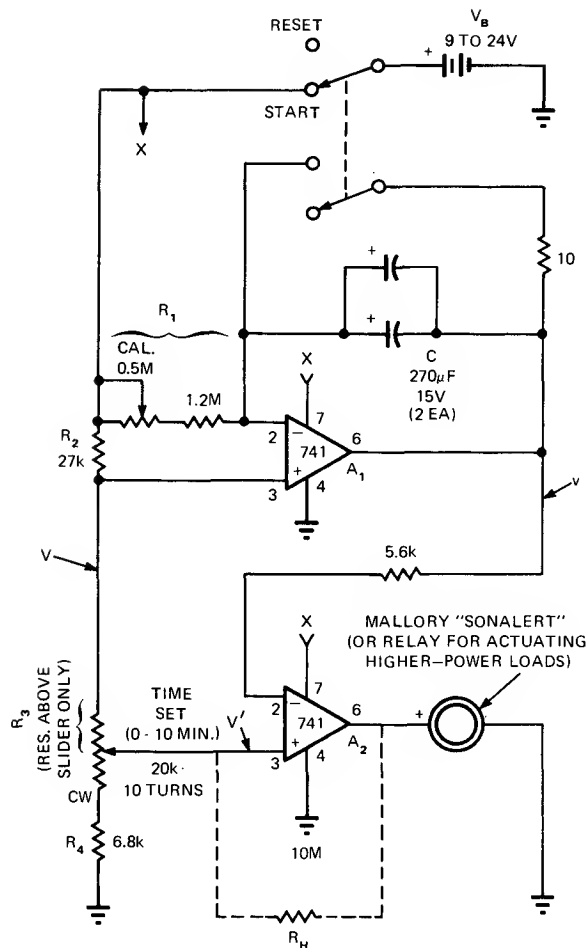 RESET
V_B
9 TO 24V
+
START
X
10
+
R_1
+
CAL.
0.5M
C
270μF
15V
(2 EA)
1.2M
X
7
2
−
6
R_2
27k
741
+
A_1
3
4
v
V
5.6k
X
MALLORY "SONALERT"
(OR RELAY FOR ACTUATING
HIGHER–POWER LOADS)
R_3
(RES. ABOVE
SLIDER ONLY)
TIME
SET
(0 - 10 MIN.)
V'
7
2
−
6
+
741
+
A_2
3
4
20k
10 TURNS
CW
R_4
6.8k
10M
R_H